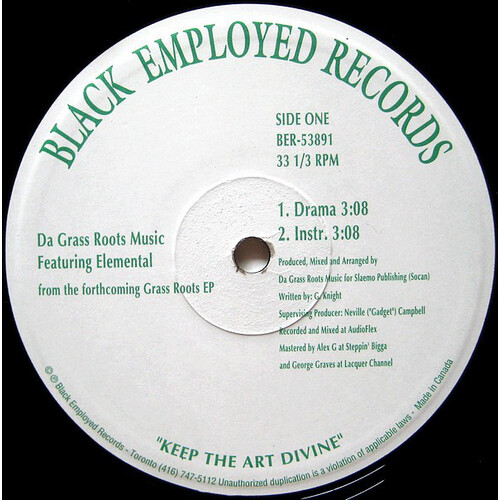 BLACK EMPLOYED RECORDS
SIDE ONE
BER-53891
33 1/3 RPM
1. Drama 3:08
2. Instr. 3:08
Da Grass Roots Music
Featuring Elemental
from the forthcoming Grass Roots EP
Produced, Mixed and Arranged by
Da Grass Roots Music for Slaemo Publishing (Socan)
Written by: G. Knight
Supervising Producer: Neville ("Gadget") Campbell
Recorded and Mixed at AudioFlex
Mastered by Alex G at Steppin' Bigga
and George Graves at Lacquer Channel
"KEEP THE ART DIVINE"
© ℗ Black Employed Records - Toronto (416) 747-5112 Unauthorized duplication is a violation of applicable laws - Made In Canada